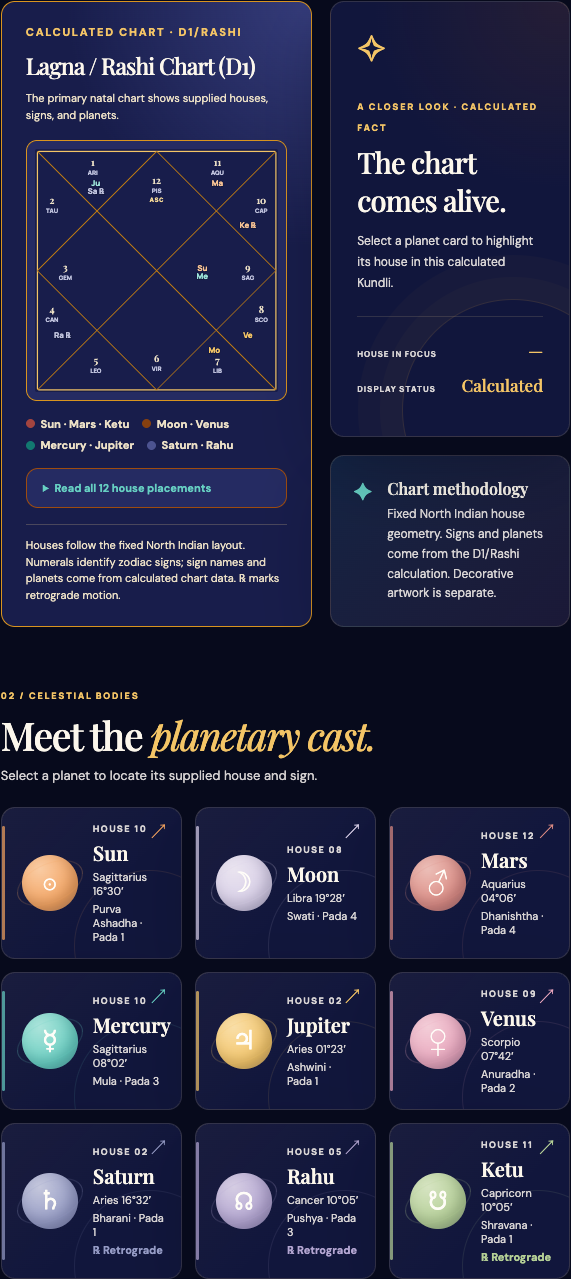 CALCULATED CHART · D1/RASHI
Lagna / Rashi Chart (D1)
The primary natal chart shows supplied houses,
signs, and planets.
1
ARI
Ju
Sa ℞
12
PIS
ASC
11
AQU
Ma
2
TAU
10
CAP
Ke ℞
3
GEM
Su
Me
9
SAG
4
CAN
Ra ℞
8
SCO
Ve
5
LEO
6
VIR
Mo
7
LIB
Sun · Mars · Ketu
Moon · Venus
Mercury · Jupiter
Saturn · Rahu
▶ Read all 12 house placements
Houses follow the fixed North Indian layout.
Numerals identify zodiac signs; sign names and
planets come from calculated chart data. ℞ marks
retrograde motion.
A CLOSER LOOK · CALCULATED
FACT
The chart
comes alive.
Select a planet card to highlight
its house in this calculated
Kundli.
HOUSE IN FOCUS —
DISPLAY STATUS Calculated
Chart methodology
Fixed North Indian house
geometry. Signs and planets
come from the D1/Rashi
calculation. Decorative
artwork is separate.
02 / CELESTIAL BODIES
Meet the planetary cast.
Select a planet to locate its supplied house and sign.
HOUSE 10 ↗
☉
Sun
Sagittarius
16°30′
Purva
Ashadha ·
Pada 1
↗
HOUSE 08
☽
Moon
Libra 19°28′
Swati · Pada 4
HOUSE 12 ↗
♂
Mars
Aquarius
04°06′
Dhanishtha ·
Pada 4
HOUSE 10 ↗
☿
Mercury
Sagittarius
08°02′
Mula · Pada 3
HOUSE 02 ↗
♃
Jupiter
Aries 01°23′
Ashwini ·
Pada 1
HOUSE 09 ↗
♀
Venus
Scorpio
07°42′
Anuradha ·
Pada 2
HOUSE 02 ↗
♄
Saturn
Aries 16°32′
Bharani · Pada
1
℞ Retrograde
HOUSE 05 ↗
☊
Rahu
Cancer 10°05′
Pushya · Pada
3
℞ Retrograde
HOUSE 11 ↗
☋
Ketu
Capricorn
10°05′
Shravana ·
Pada 1
℞ Retrograde